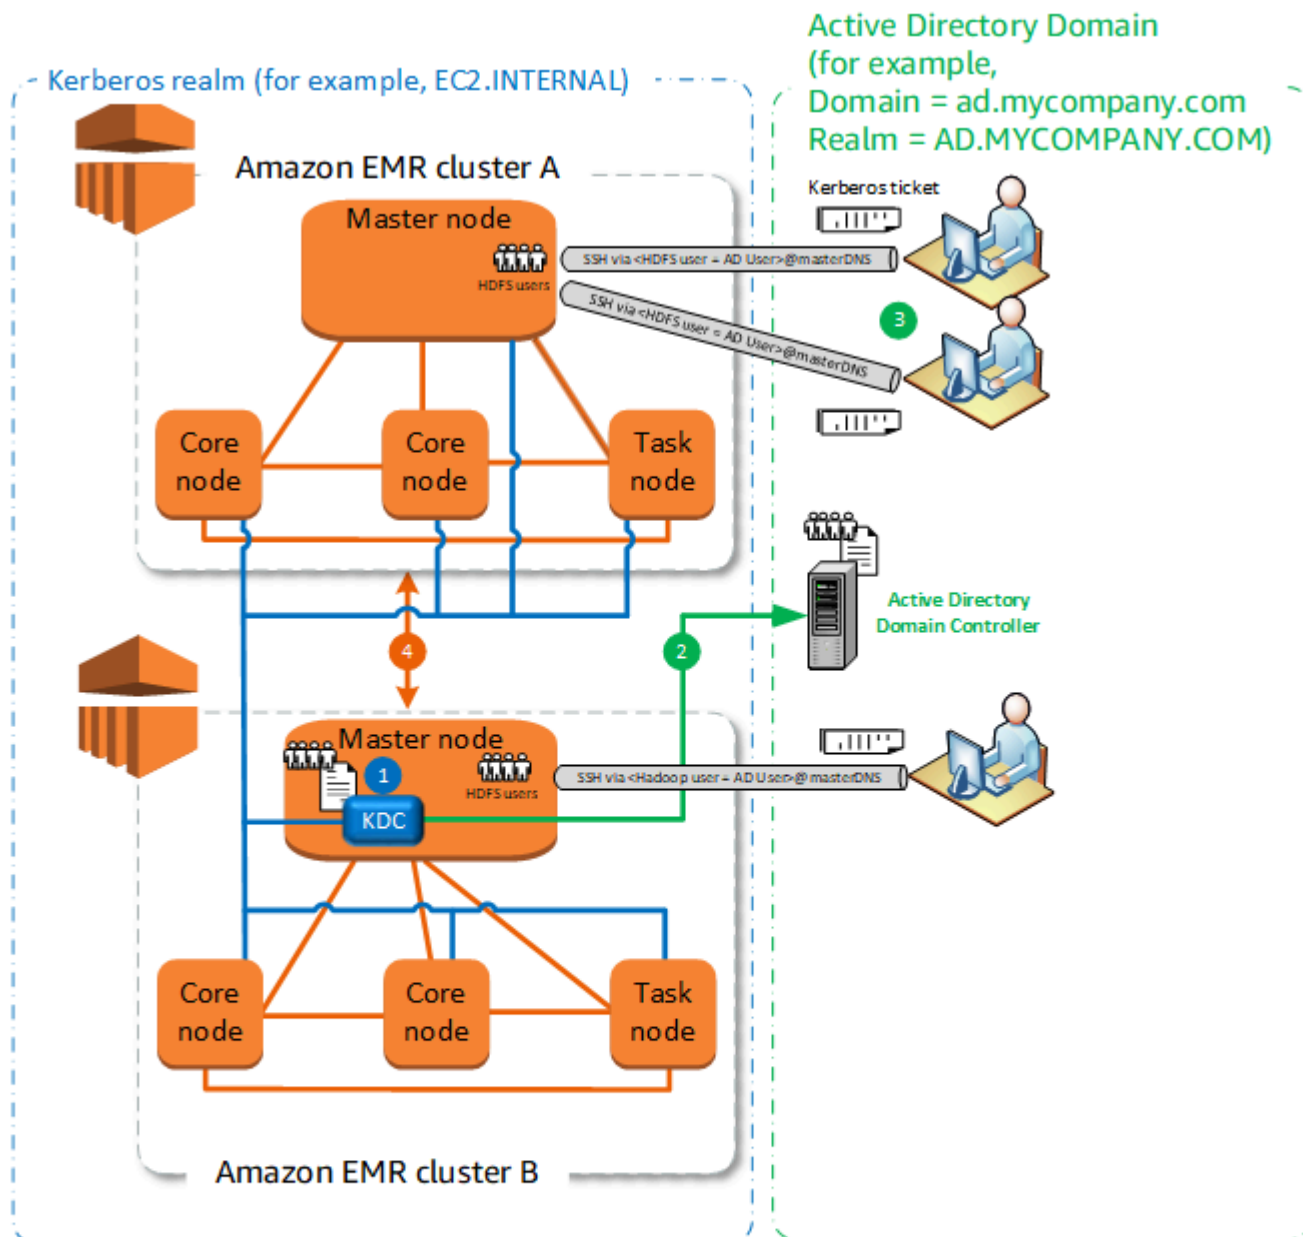 Active Directory Domain
(for example,
Domain = ad.mycompany.com
Realm = AD.MYCOMPANY.COM)
Kerberos realm (for example, EC2.INTERNAL)
Amazon EMR cluster A
Master node
HDFS users
Kerberos ticket
SSH via <HDFS user = AD User>@masterDNS
SSH via <HDFS user = AD User>@masterDNS
3
Core
node
Core
node
Task
node
Active Directory
Domain Controller
4
2
Master node
1
HDFS users
KDC
SSH via <Hadoop user = AD User>@masterDNS
Core
node
Core
node
Task
node
Amazon EMR cluster B